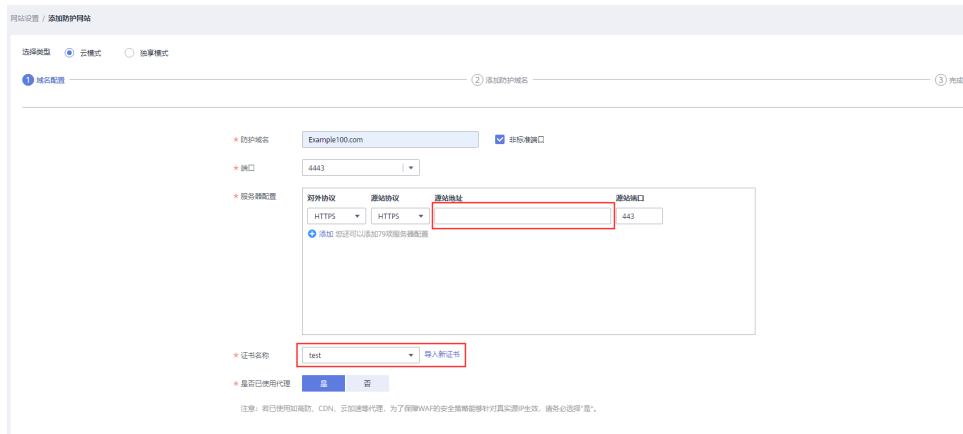 网站设置 / 添加防护网站
选择类型 云模式 独享模式
1 域名配置 2 添加防护域名 3 完成
* 防护域名 Example100.com 非标准端口
* 端口 4443
* 服务器配置 对外协议 源站协议 源站地址 源站端口
HTTPS HTTPS 443
添加 您还可以添加79项服务器配置
* 证书名称 test 导入新证书
* 是否已使用代理 是 否
注意：若已使用如高防、CDN、云加速等代理，为了保障WAF的安全策略能够针对真实源IP生效，请务必选择"是"。